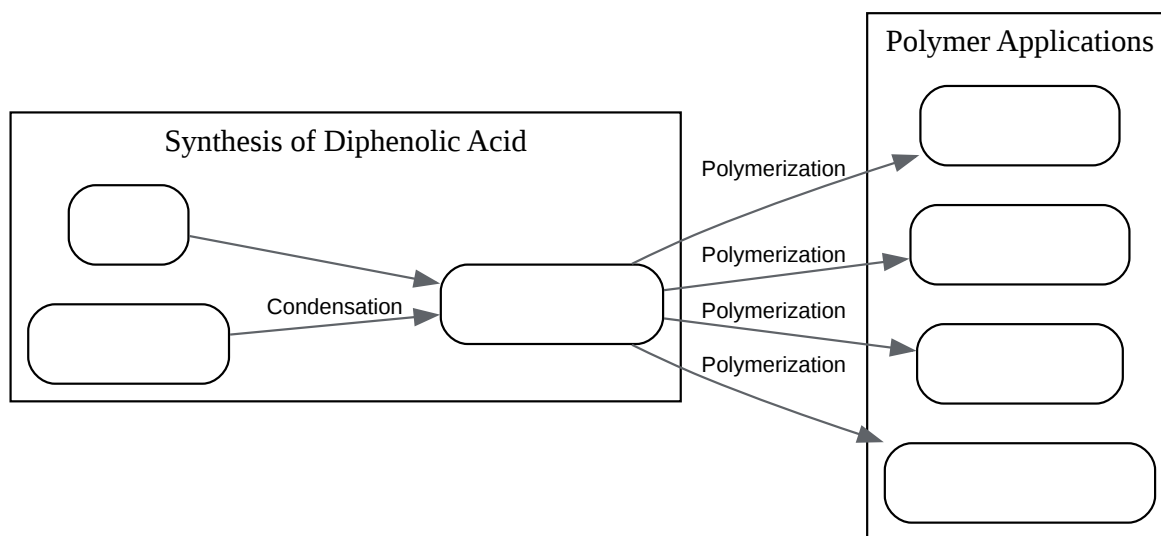 Polymer Applications
Synthesis of Diphenolic Acid
Polymerization
Polymerization
Condensation
Polymerization
Polymerization